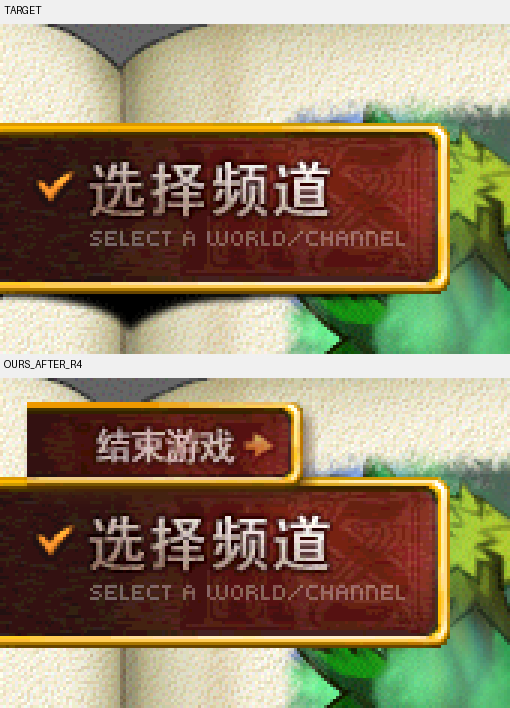 TARGET
选择频道
SELECT A WORLD/CHANNEL
OURS_AFTER_R4
结束游戏
选择频道
SELECT A WORLD/CHANNEL